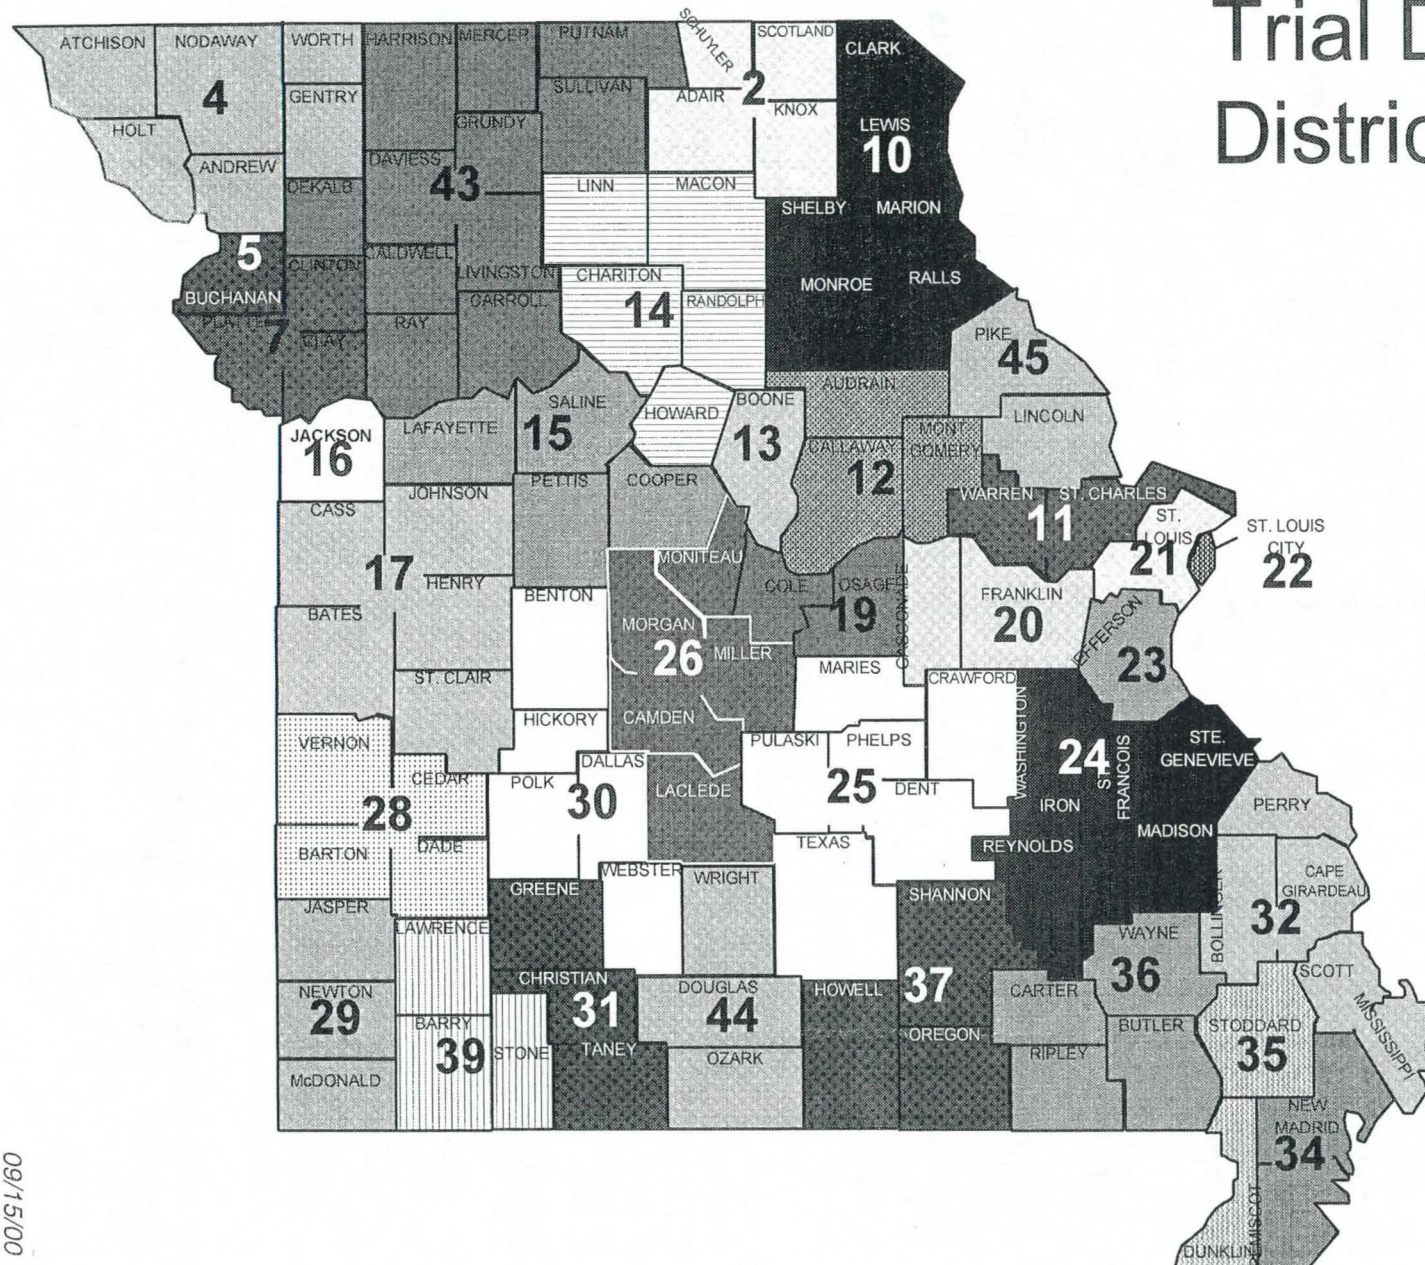 Trial D
Distric
ATCHISON
NODAWAY
4
WORTH
HARRISON
MERCER
PUTNAM
SCHUYLER
SCOTLAND
CLARK
GENTRY
SULLIVAN
ADAIR
2
KNOX
LEWIS
10
HOLT
ANDREW
DEKALB
DAVIESS
43
GRUNDY
LINN
MACON
SHELBY
MARION
5
BUCHANAN
CLINTON
CALDWELL
LIVINGSTON
CHARITON
14
RANDOLPH
MONROE
RALLS
PLATTE
7
CLAY
RAY
CARROLL
PIKE
45
LINCOLN
AUDRAIN
JACKSON
16
LAFAYETTE
SALINE
15
HOWARD
BOONE
13
CALLAWAY
12
MONT
GOMERY
WARREN
ST. CHARLES
11
ST.
LOUIS
21
ST. LOUIS
CITY
22
CASS
JOHNSON
PETTIS
COOPER
MONITEAU
COLE
OSAGE
19
GASCONADE
FRANKLIN
20
JEFFERSON
23
17
HENRY
BATES
BENTON
MORGAN
26
MILLER
MARIES
CRAWFORD
WASHINGTON
ST. CLAIR
HICKORY
CAMDEN
PULASKI
PHELPS
25
DENT
24
ST.
FRANCOIS
STE.
GENEVIEVE
IRON
MADISON
PERRY
VERNON
CEDAR
28
POLK
DALLAS
30
LACLEDE
TEXAS
REYNOLDS
BARTON
DADE
GREENE
WEBSTER
WRIGHT
SHANNON
JASPER
LAWRENCE
CHRISTIAN
31
DOUGLAS
44
HOWELL
37
CARTER
WAYNE
36
BOLLINGER
32
CAPE
GIRARDEAU
SCOTT
MISSISSIPPI
NEWTON
29
BARRY
39
STONE
TANEY
OZARK
OREGON
RIPLEY
BUTLER
STODDARD
35
McDONALD
NEW
MADRID
34
DUNKLIN
EMISCOT
09/15/00